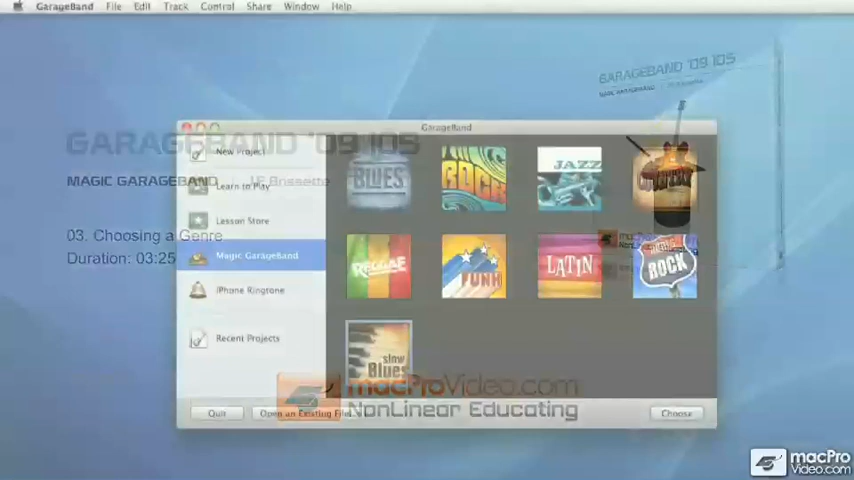 GarageBand File Edit Track Control Share Window Help
GARAGEBAND '09 105
GarageBand
GARAGEBAND '09 105
MAGIC GARAGEBAND
03. Choosing a Genre
Duration: 03:25
New Project
Learn to Play
Lesson Store
Magic GarageBand
iPhone Ringtone
Recent Projects
BLUES
ROCK
JAZZ
COUNTRY
REGGAE
FUNK
LATIN
ROCK
slow
Blues
macProVideo.com
NonLinear Educating
Quit
Open an Existing File...
Choose
macPro
Video.com